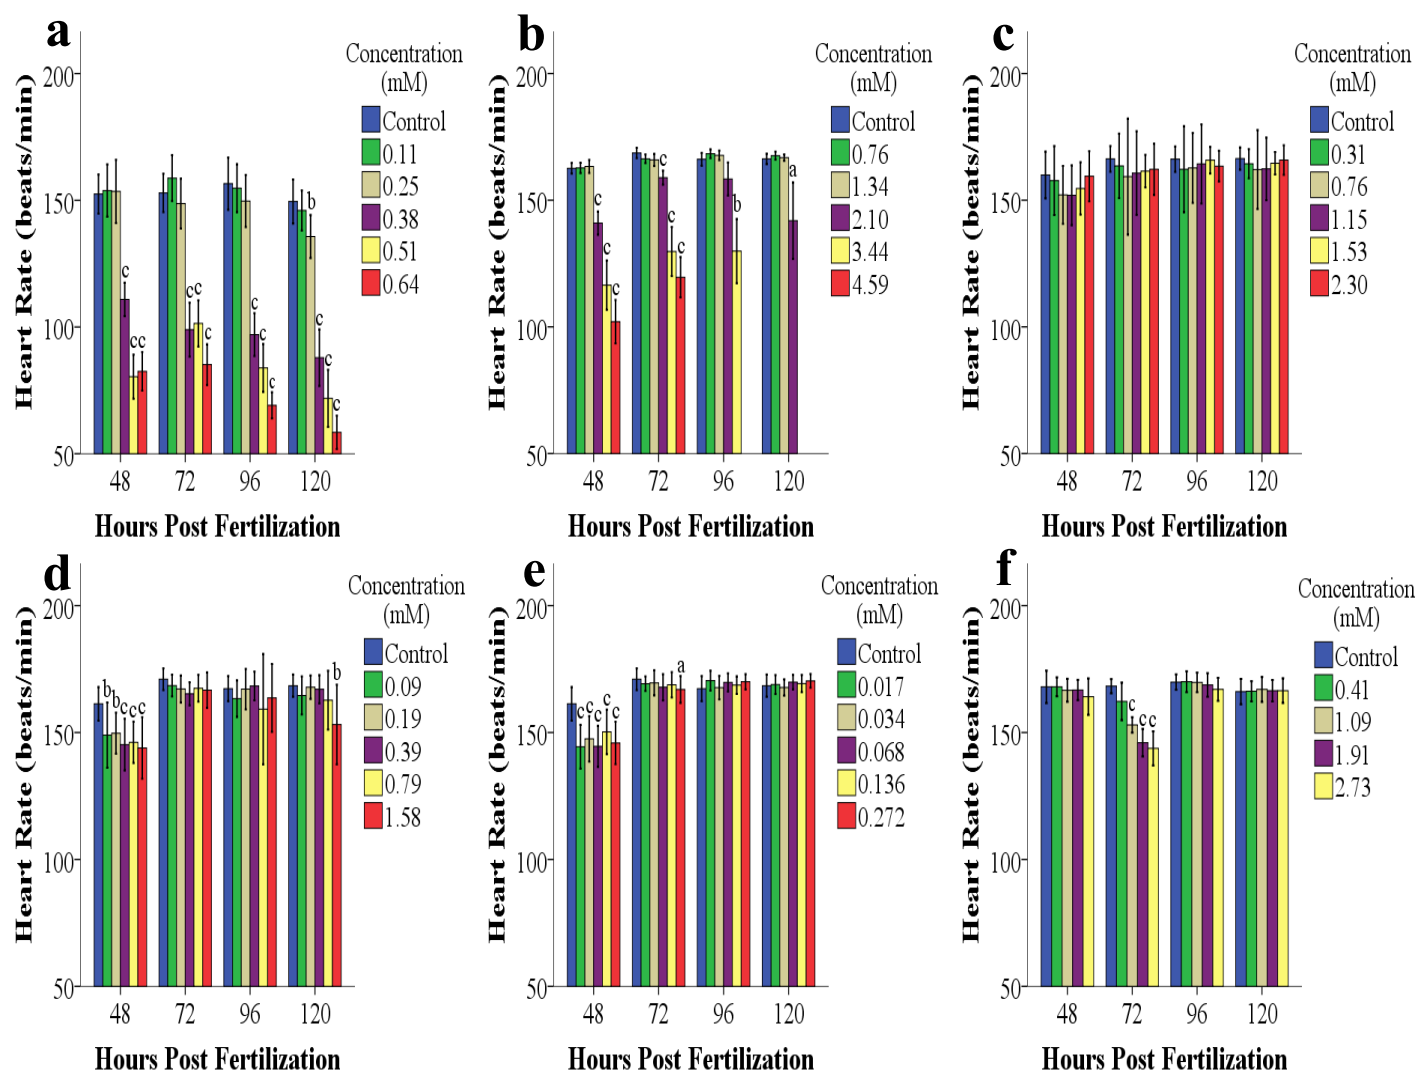 a
Heart Rate (beats/min)
200
150
100
50
c
cc
c
c
c
c
c
c
b
c
c
c
48
72
96
120
Hours Post Fertilization
Concentration
(mM)
Control
0.11
0.25
0.38
0.51
0.64
b
Heart Rate (beats/min)
200
150
100
50
c
c
c
c
c
c
b
a
48
72
96
120
Hours Post Fertilization
Concentration
(mM)
Control
0.76
1.34
2.10
3.44
4.59
c
Heart Rate (beats/min)
200
150
100
50
48
72
96
120
Hours Post Fertilization
Concentration
(mM)
Control
0.31
0.76
1.15
1.53
2.30
d
Heart Rate (beats/min)
200
150
100
50
b
b
c
c
c
b
48
72
96
120
Hours Post Fertilization
Concentration
(mM)
Control
0.09
0.19
0.39
0.79
1.58
e
Heart Rate (beats/min)
200
150
100
50
c
c
c
c
c
a
48
72
96
120
Hours Post Fertilization
Concentration
(mM)
Control
0.017
0.034
0.068
0.136
0.272
f
Heart Rate (beats/min)
200
150
100
50
c
c
c
48
72
96
120
Hours Post Fertilization
Concentration
(mM)
Control
0.41
1.09
1.91
2.73